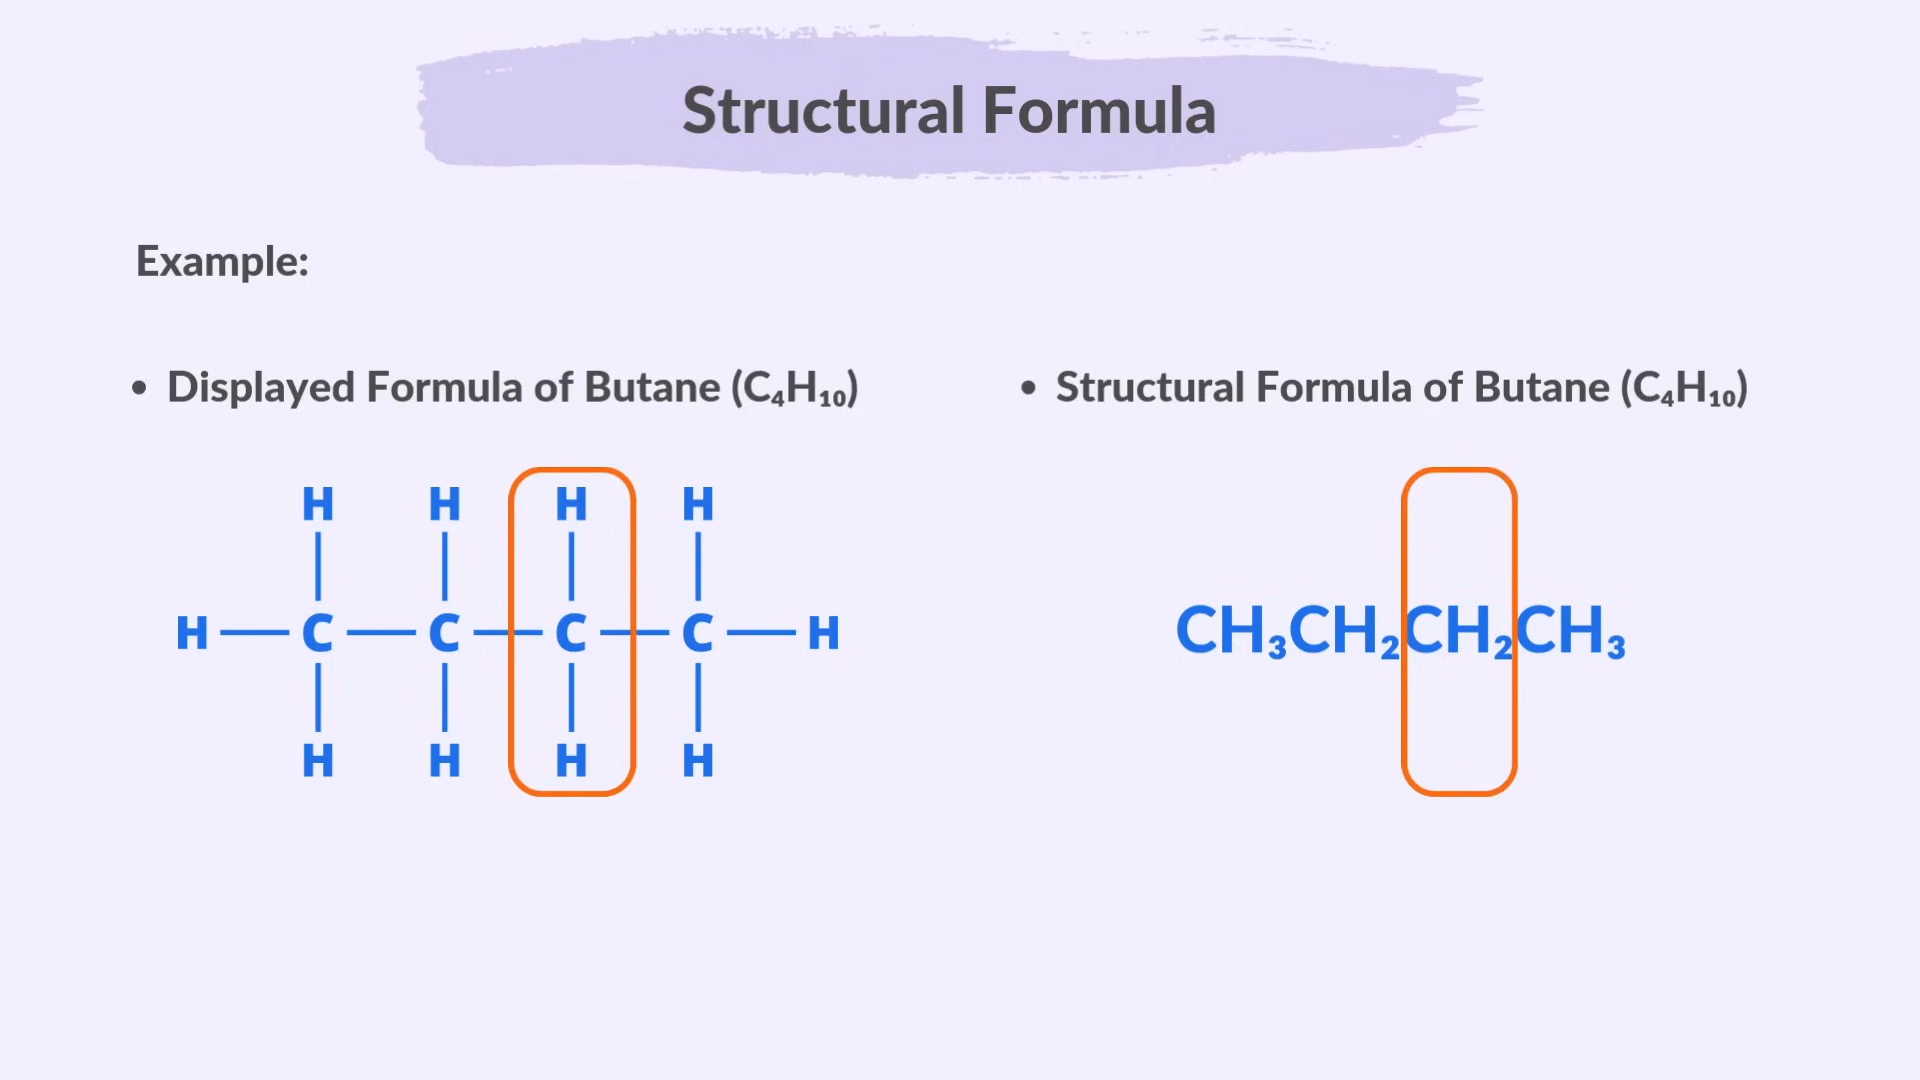 Structural Formula
Example:
• Displayed Formula of Butane (C₄H₁₀)
• Structural Formula of Butane (C₄H₁₀)
H H H H
H C C C C H
H H H H
CH₃CH₂CH₂CH₃